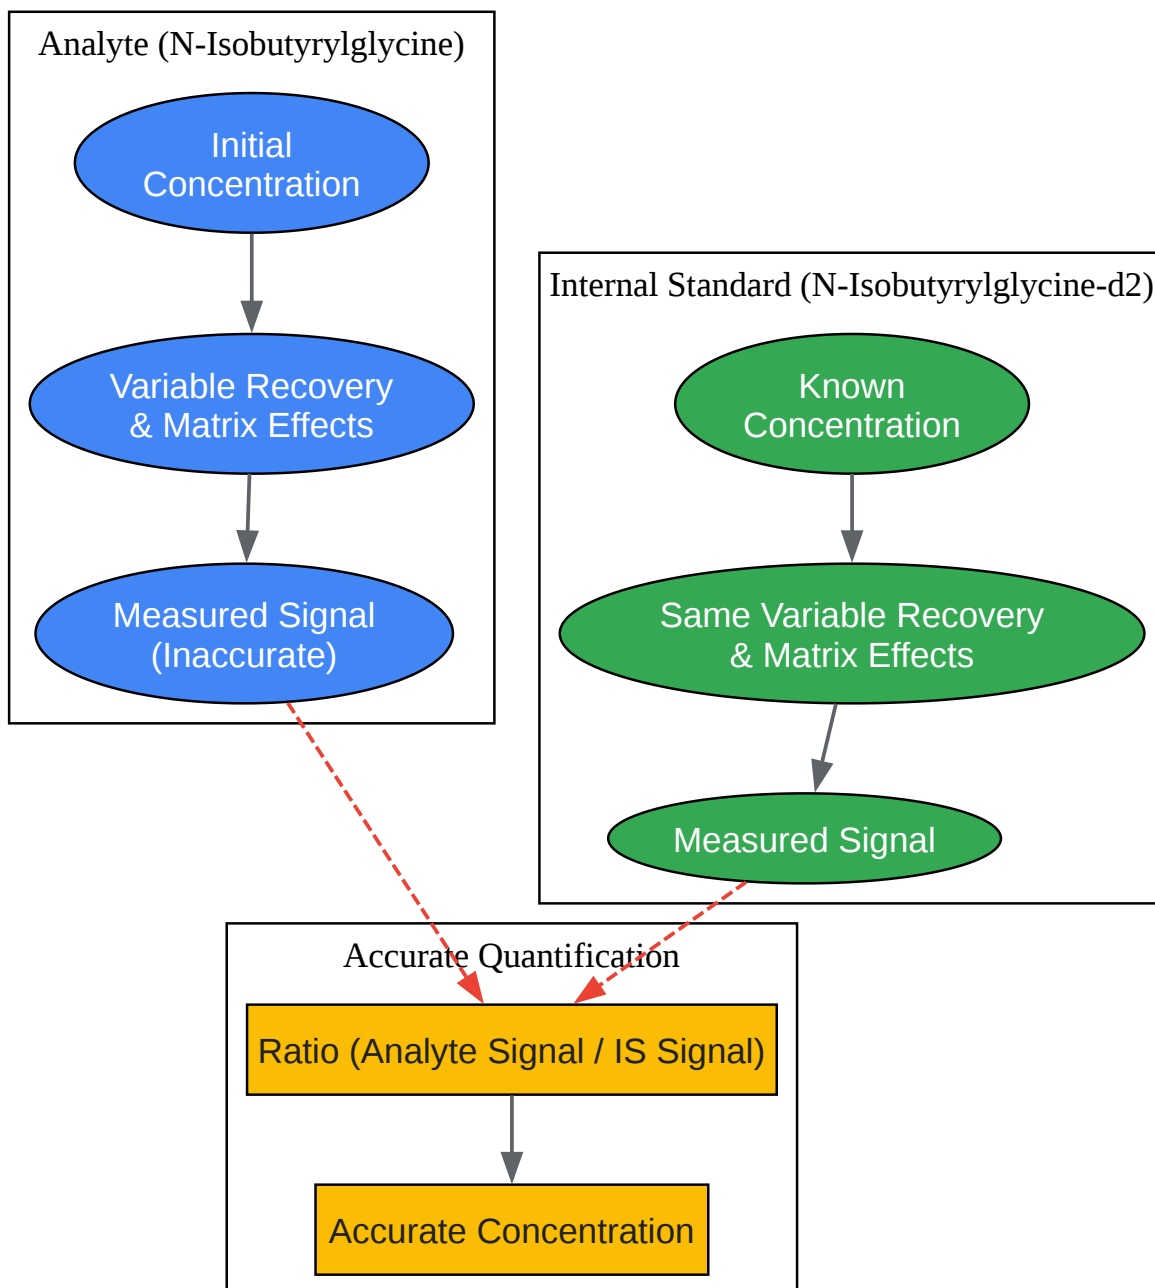 Analyte (N-Isobutyrylglycine)
Initial
Concentration
Variable Recovery
& Matrix Effects
Measured Signal
(Inaccurate)
Internal Standard (N-Isobutyrylglycine-d2)
Known
Concentration
Same Variable Recovery
& Matrix Effects
Measured Signal
Accurate Quantification
Ratio (Analyte Signal / IS Signal)
Accurate Concentration